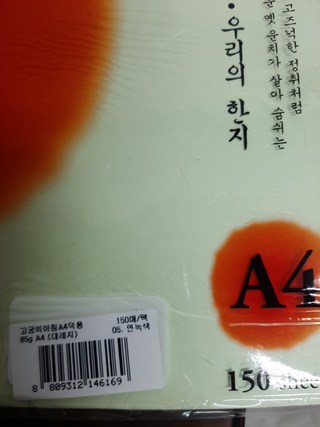 고즈넉한 정취처럼
옛 운치가 살아 숨쉬는
• 우리의 한지
A4
150 shee
고궁의아침A4덕용 150매/팩
85g A4 (대례지) 05. 연녹색
8 809312 146169